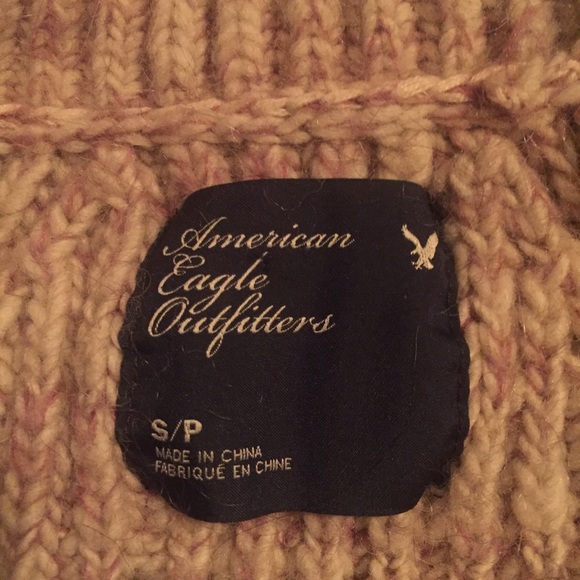 American
Eagle
Outfitters
S/P
MADE IN CHINA
FABRIQUÉ EN CHINE